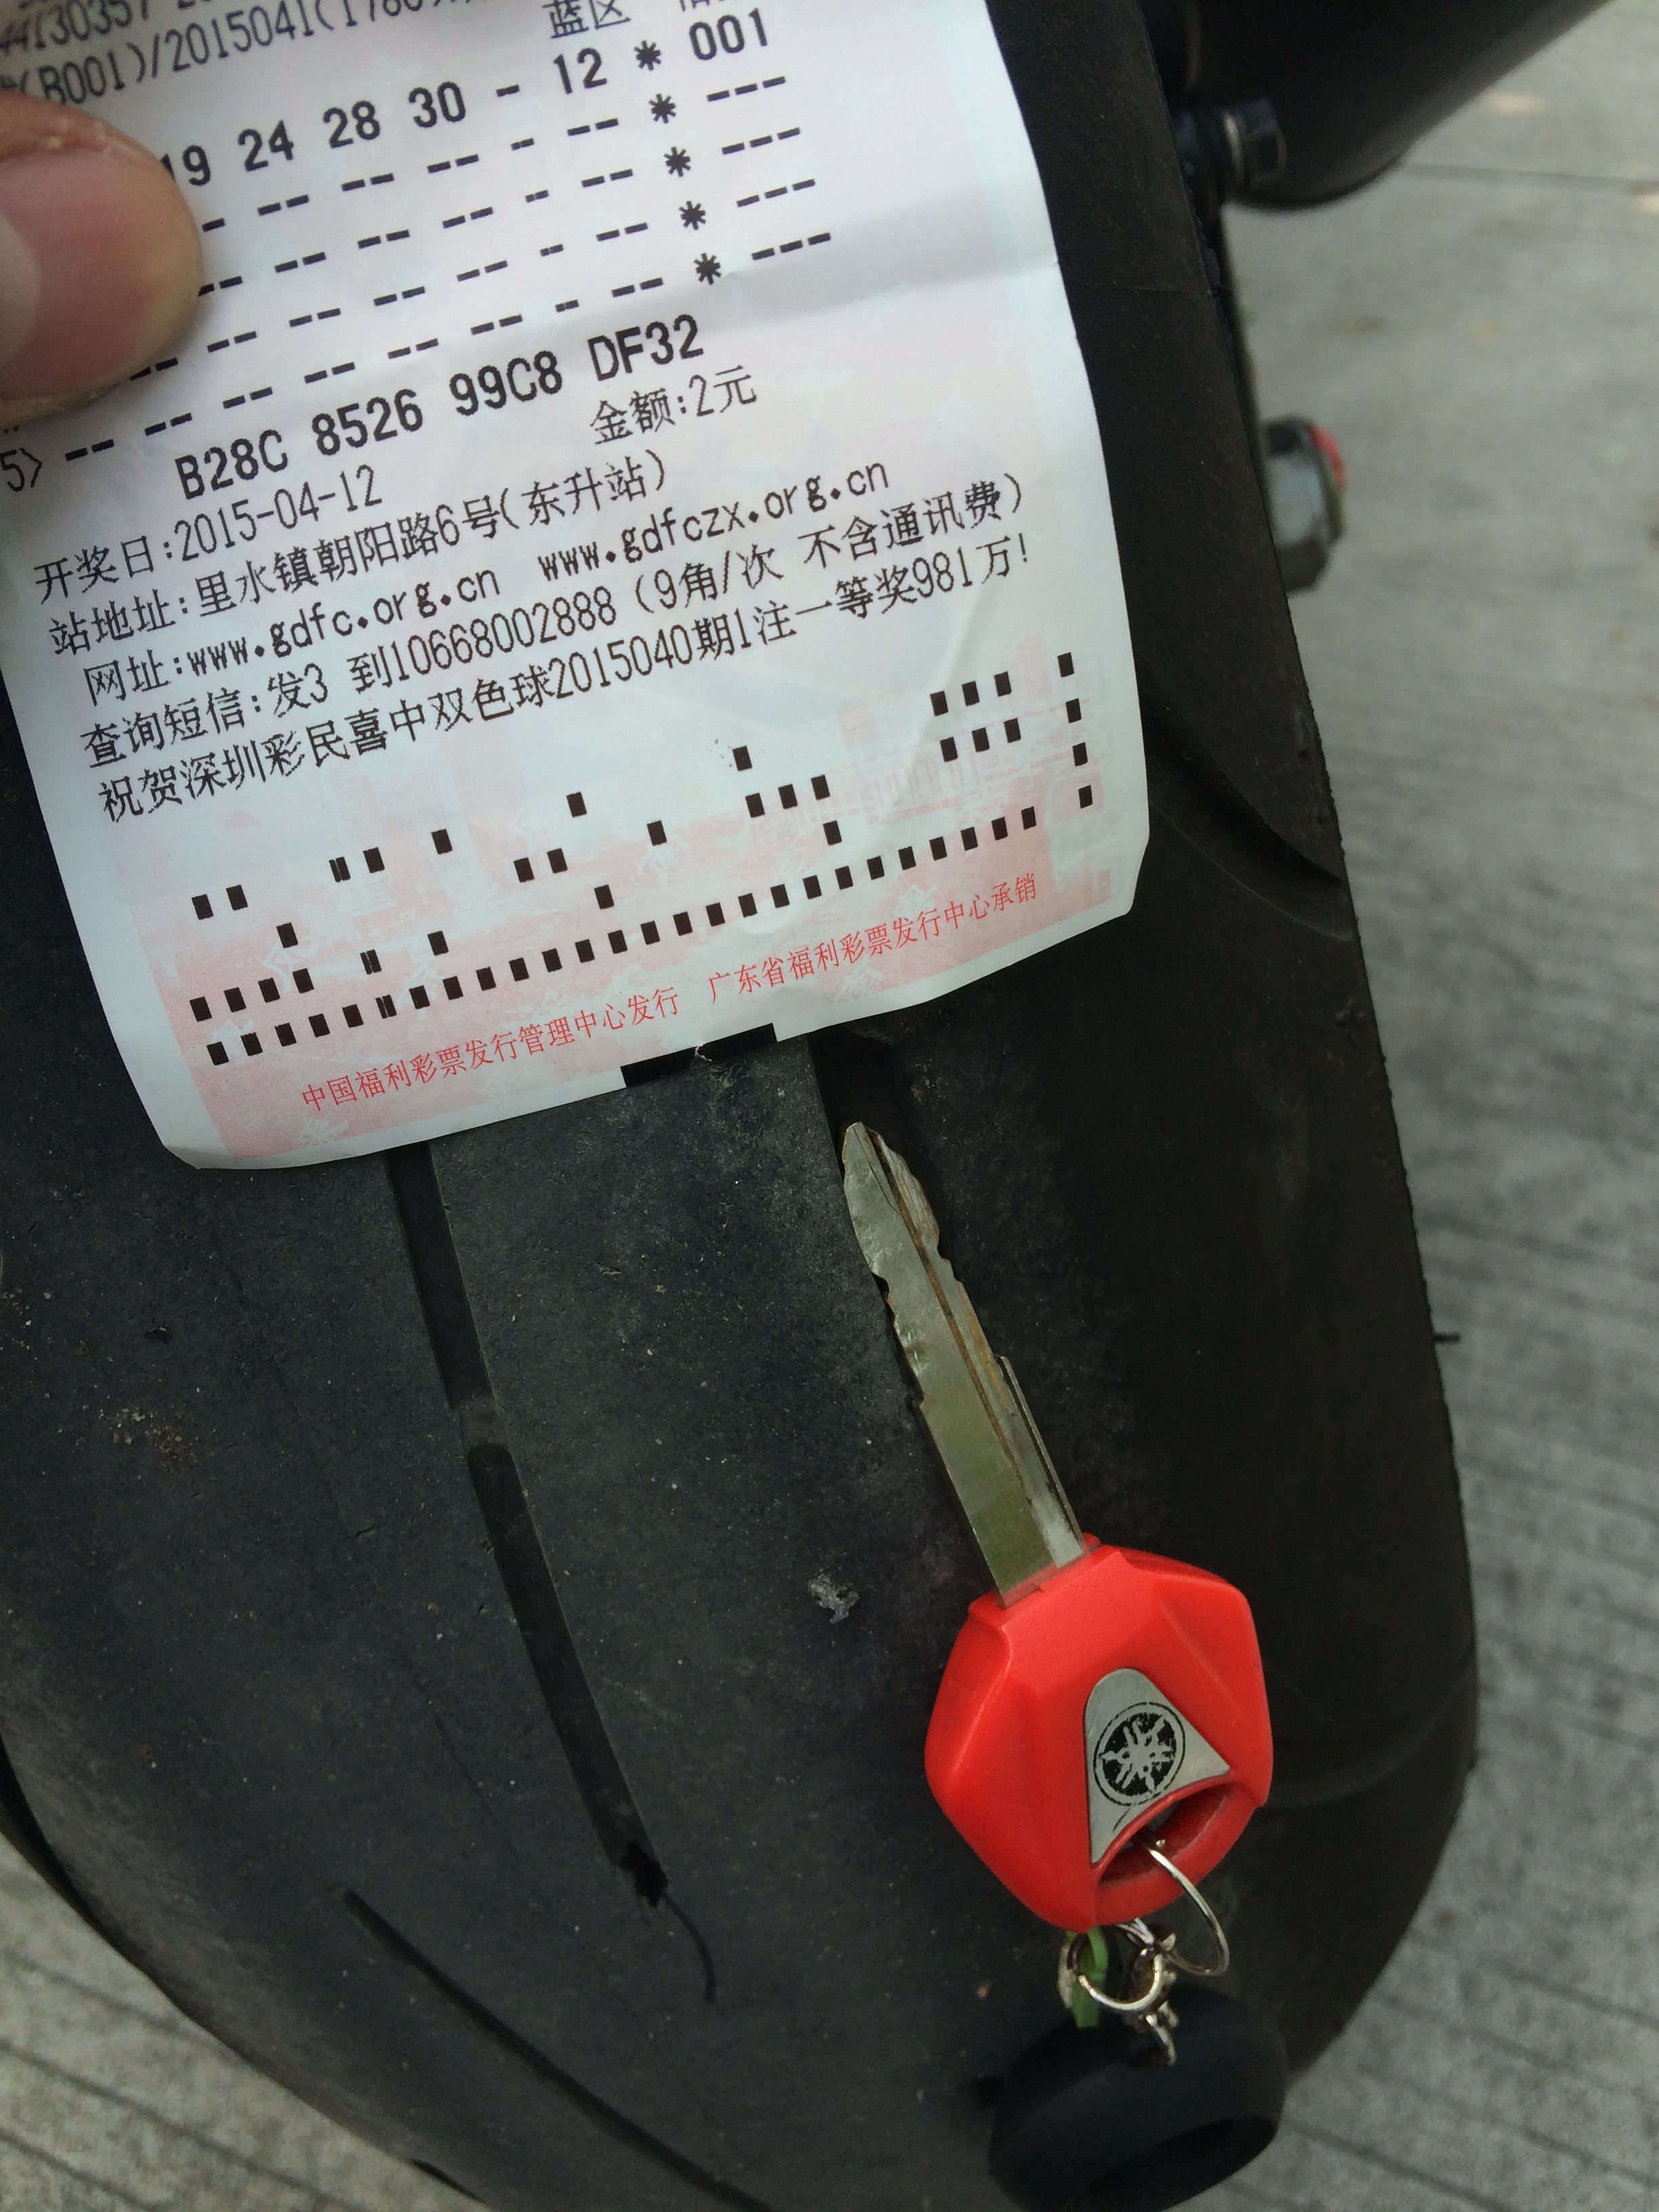 (B001)/2015041
蓝区
19 24 28 30 - 12 * 001
-- -- -- - -- * ---
-- -- -- -- - -- * ---
-- -- -- -- - -- * ---
5> -- -- -- -- -- -- - -- * ---
B28C 8526 99C8 DF32
开奖日:2015-04-12 金额:2元
站地址:里水镇朝阳路6号(东升站)
网址:www.gdfc.org.cn www.gdfczx.org.cn
查询短信:发3 到10668002888 (9角/次 不含通讯费)
祝贺深圳彩民喜中双色球2015040期1注一等奖981万!
中国福利彩票发行管理中心发行 广东省福利彩票发行中心承销